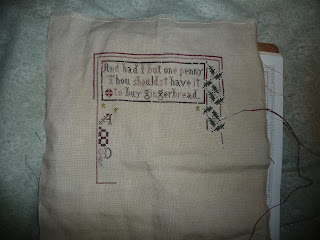 And had I but one penny
Thou shouldst have it
to buy gingerbread.
A
B
D